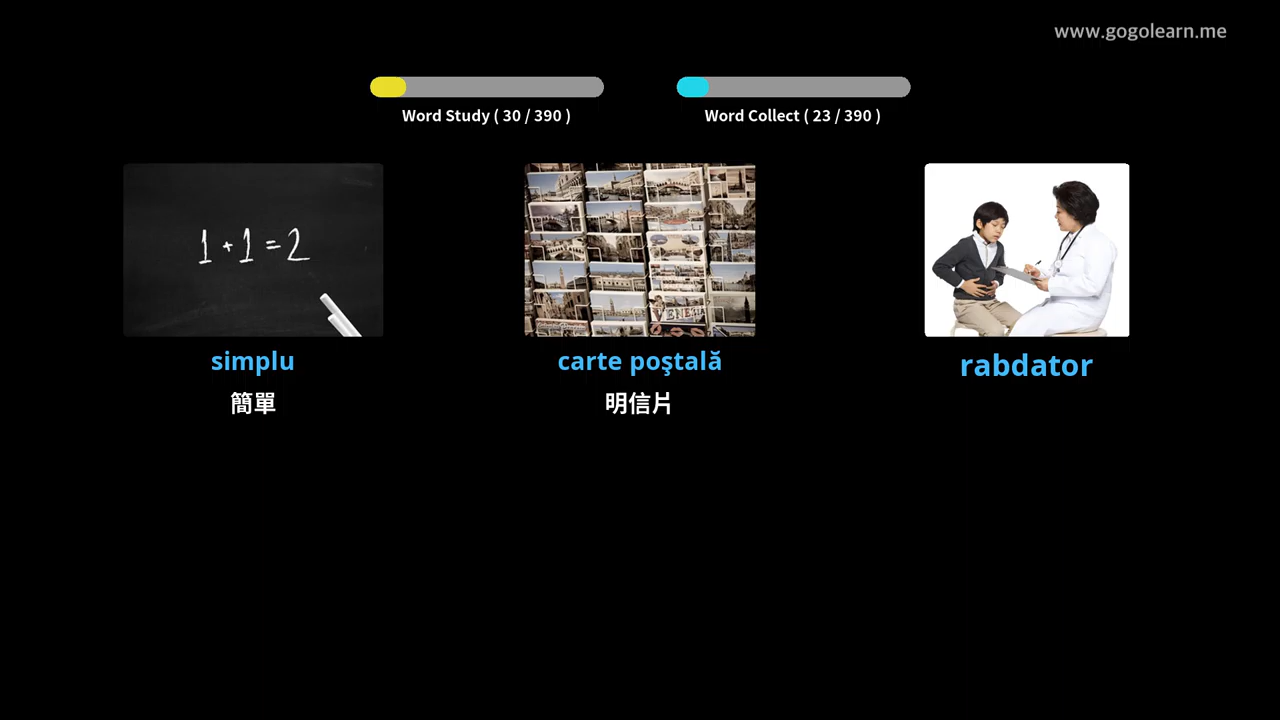 www.gogolearn.me
Word Study ( 30 / 390 )
Word Collect ( 23 / 390 )
1 + 1 = 2
VENEZIA
simplu
carte poştală
rabdator
簡單
明信片